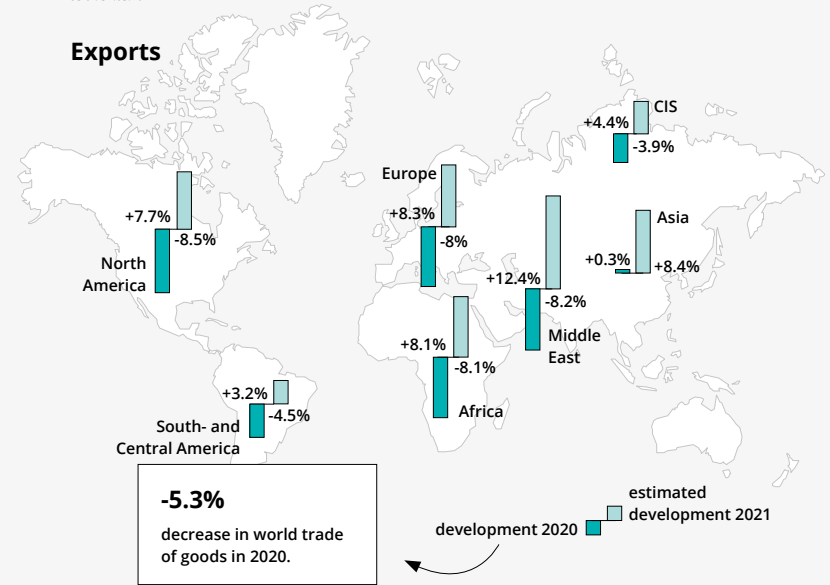 Exports
CIS
+4.4%
-3.9%
Europe
+8.3%
-8%
+7.7%
-8.5%
North
America
Asia
+0.3%
+8.4%
+12.4%
-8.2%
Middle
East
+8.1%
-8.1%
Africa
+3.2%
-4.5%
South- and
Central America
-5.3%
decrease in world trade
of goods in 2020.
estimated
development 2021
development 2020